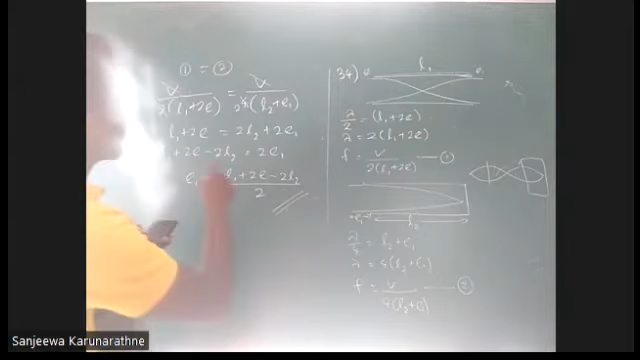 ① = ②
V / 2(l₁+2e) = V / 2⁴(l₂+e₁)
l₁+2e = 2l₂+2e₁
+2e-2l₂ = 2e₁
e₁ l₁+2e-2l₂ / 2
34)
e l₁ e
λ/2 = (l₁+2e)
λ = 2(l₁+2e)
f = V / 2(l₁+2e) —— ①
e₁ l₂
λ/4 = l₂+e₁
λ = 4(l₂+e₁)
f = V / 4(l₂+e₁) —— ②
Sanjeewa Karunarathne